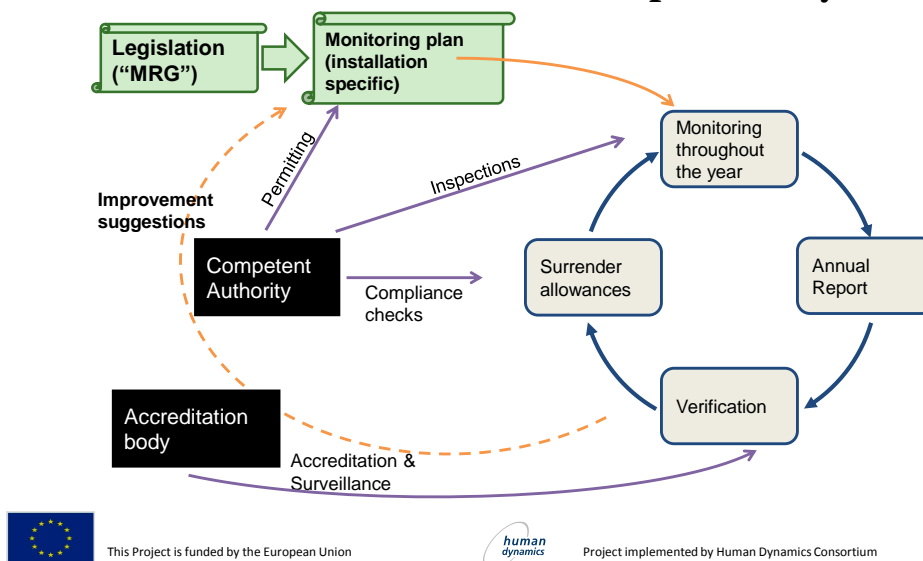 Legislation
(“MRG”)
Monitoring plan
(installation
specific)
Monitoring
throughout
the year
Permitting
Inspections
Improvement
suggestions
Competent
Authority
Compliance
checks
Surrender
allowances
Annual
Report
Verification
Accreditation
body
Accreditation &
Surveillance
This Project is funded by the European Union
human
dynamics
Project implemented by Human Dynamics Consortium